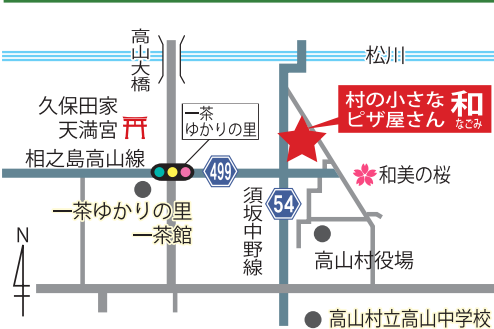 高山大橋
松川
村の小さな
ピザ屋さん
和
なごみ
久保田家
天満宮
一茶
ゆかりの里
相之島高山線
499
和美の桜
須坂中野線
54
一茶ゆかりの里
一茶館
高山村役場
N
高山村立高山中学校